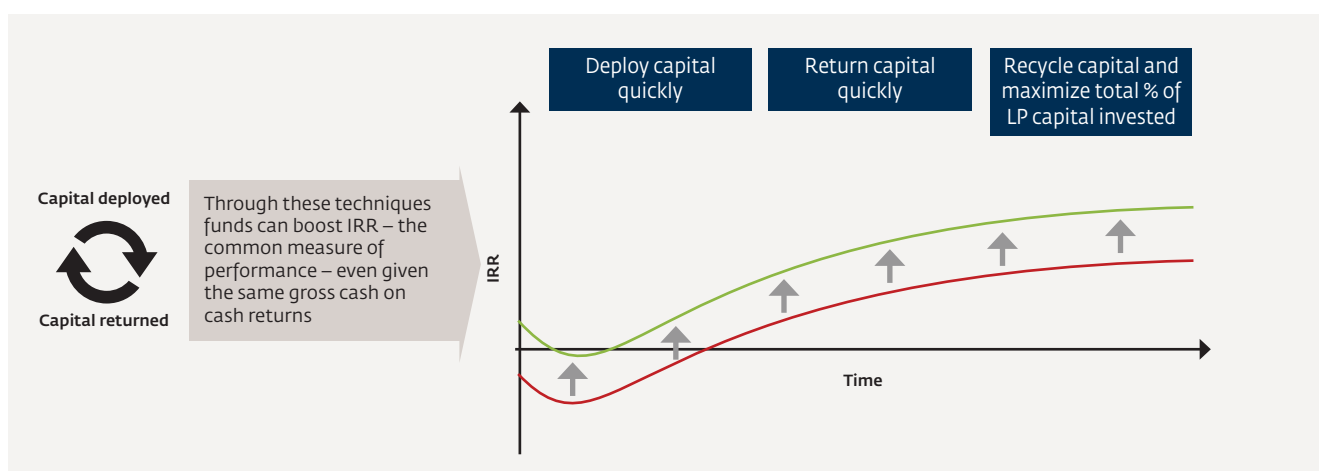 Deploy capital
quickly
Return capital
quickly
Recycle capital and
maximize total % of
LP capital invested
Capital deployed
Capital returned
Through these techniques
funds can boost IRR – the
common measure of
performance – even given
the same gross cash on
cash returns
IRR
Time